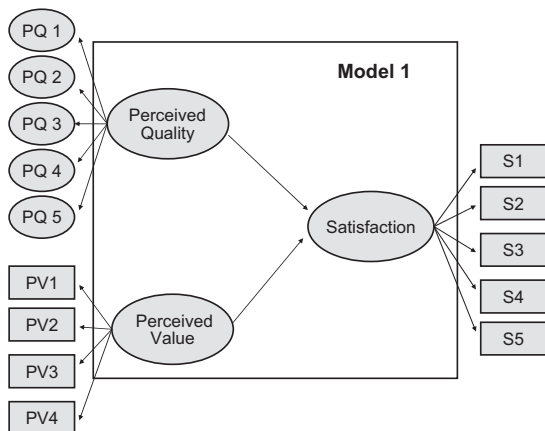 PQ 1
PQ 2
PQ 3
PQ 4
PQ 5
Model 1
Perceived
Quality
Satisfaction
S1
S2
S3
S4
S5
PV1
PV2
PV3
PV4
Perceived
Value